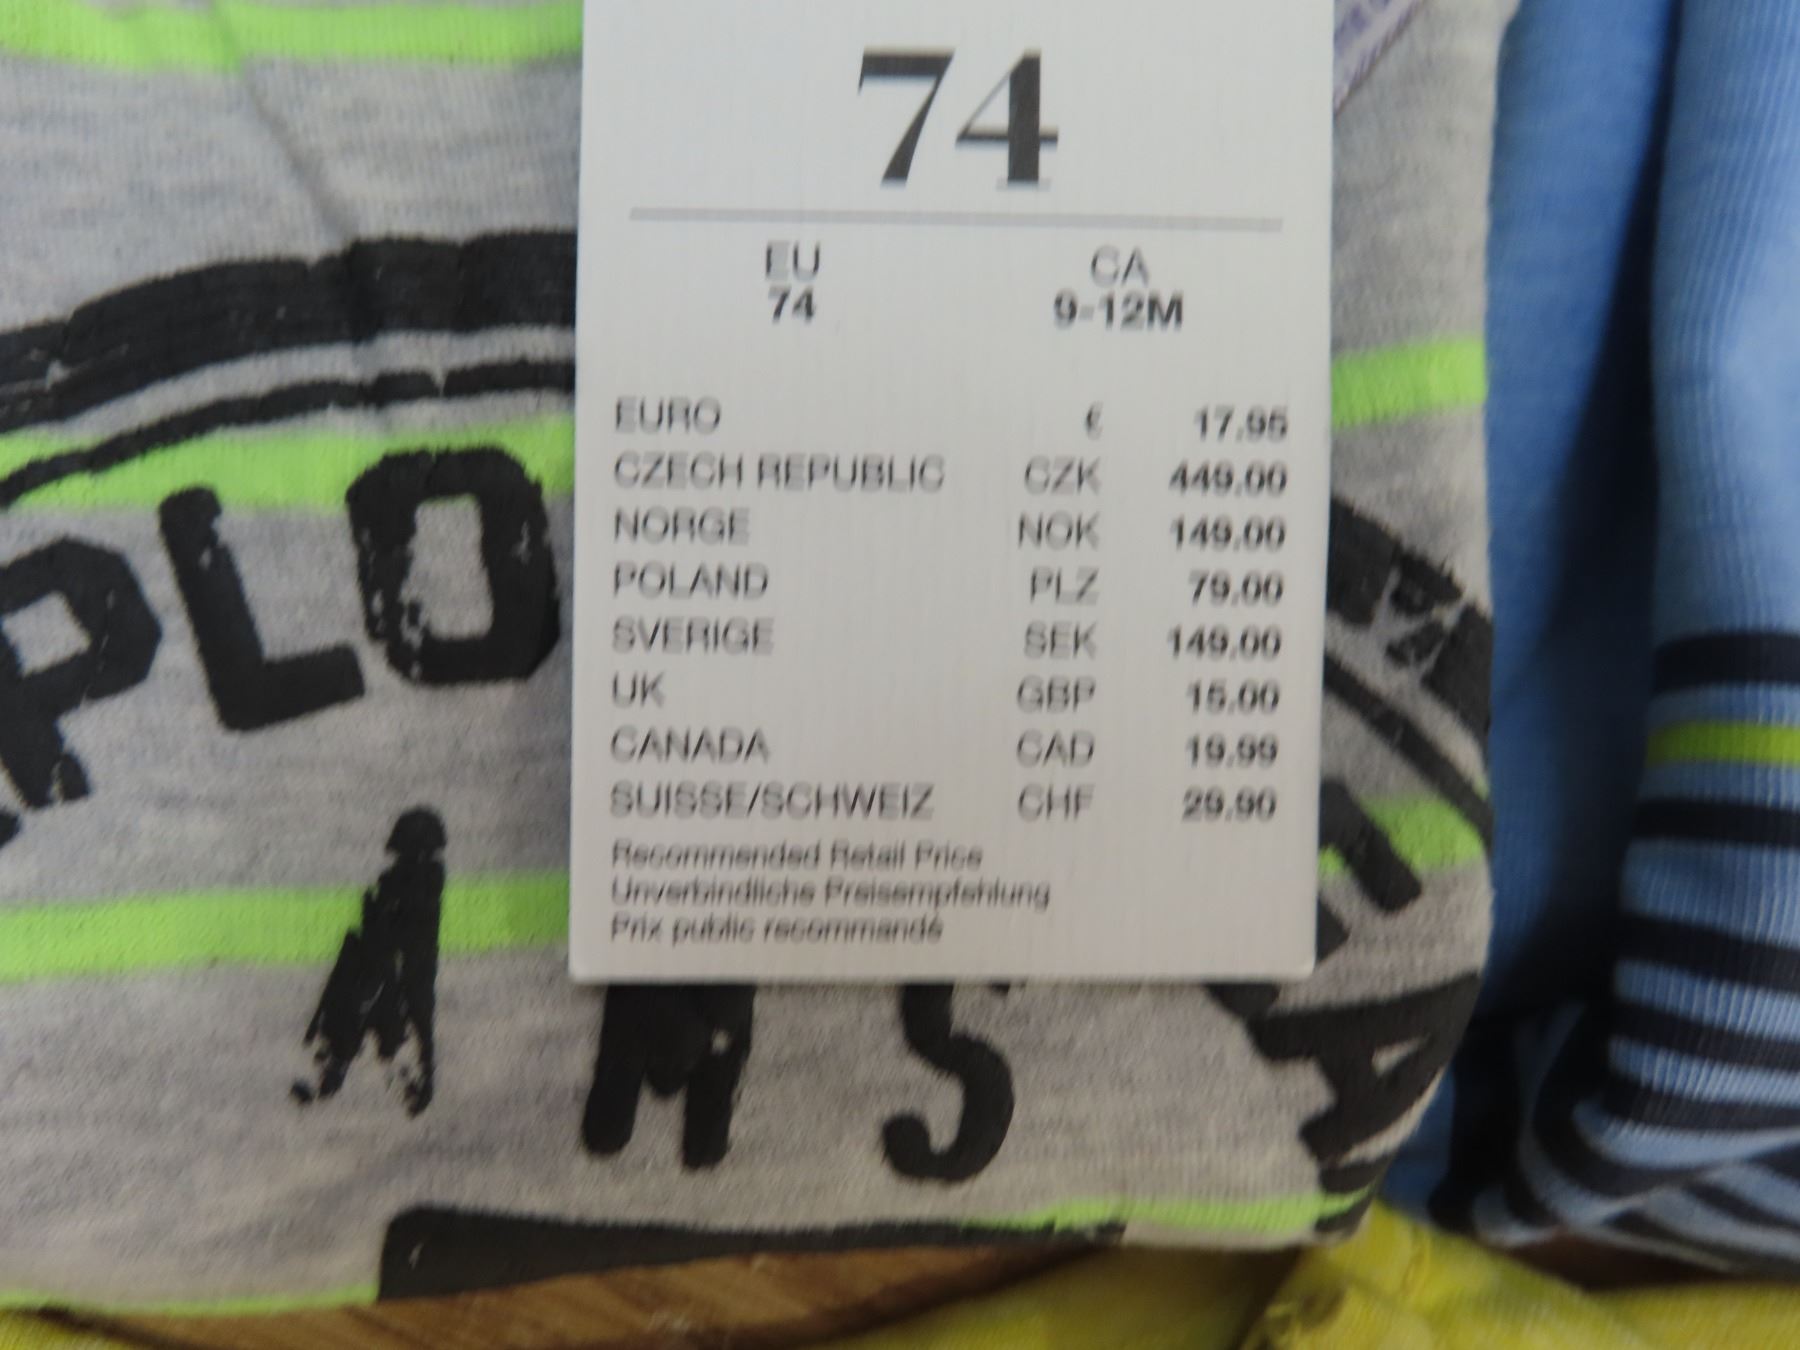 74
EU CA
74 9-12M
EURO € 17.95
CZECH REPUBLIC CZK 449.00
NORGE NOK 149.00
POLAND PLZ 79.00
SVERIGE SEK 149.00
UK GBP 15.00
CANADA CAD 19.99
SUISSE/SCHWEIZ CHF 29.90
Recommended Retail Price
Unverbindliche Preisempfehlung
Prix public recommandé
PLO
AMS